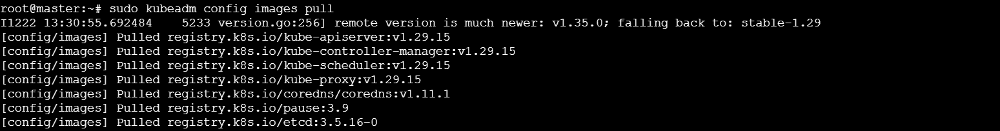 root@master:~# sudo kubeadm config images pull
I1222 13:30:55.692484    5233 version.go:256] remote version is much newer: v1.35.0; falling back to: stable-1.29
[config/images] Pulled registry.k8s.io/kube-apiserver:v1.29.15
[config/images] Pulled registry.k8s.io/kube-controller-manager:v1.29.15
[config/images] Pulled registry.k8s.io/kube-scheduler:v1.29.15
[config/images] Pulled registry.k8s.io/kube-proxy:v1.29.15
[config/images] Pulled registry.k8s.io/coredns/coredns:v1.11.1
[config/images] Pulled registry.k8s.io/pause:3.9
[config/images] Pulled registry.k8s.io/etcd:3.5.16-0